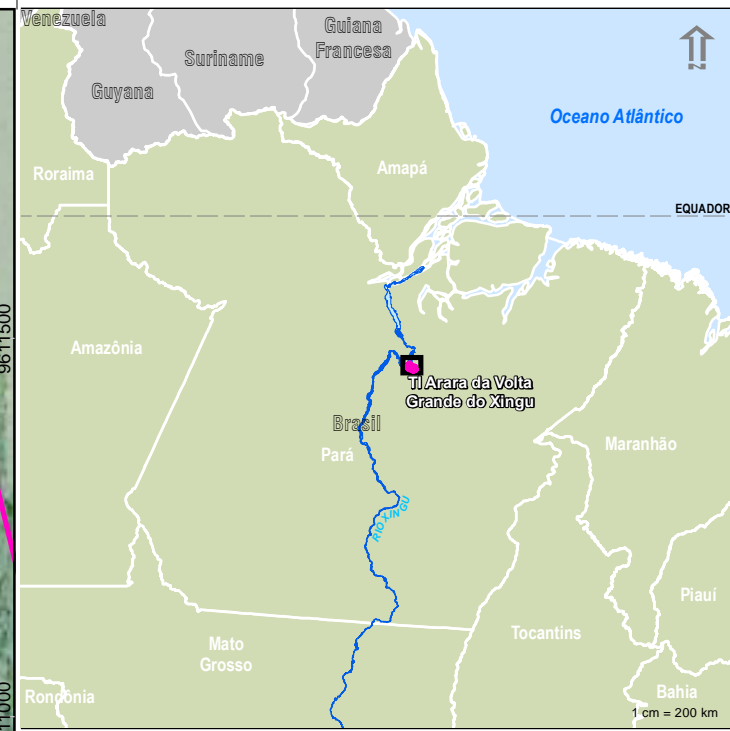 Venezuela
Guiana
Francesa
Suriname
Guyana
N
Oceano Atlântico
Amapá
Roraima
EQUADOR
9611500
Amazônia
TI Arara da Volta
Grande do Xingu
Brasil
Maranhão
Pará
RIO XINGU
Piauí
Tocantins
Mato
Grosso
Rondônia
Bahia
1 cm = 200 km